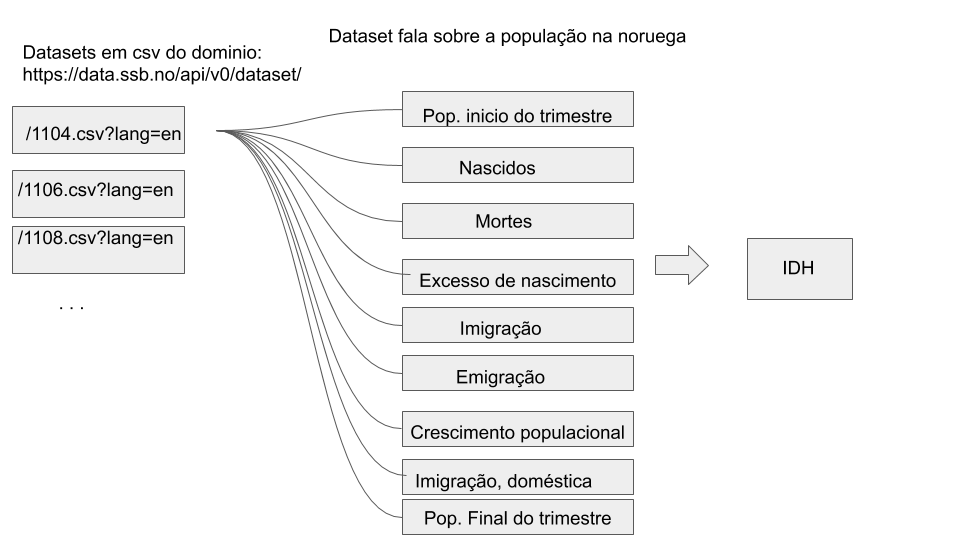 Dataset fala sobre a população na noruega
Datasets em csv do dominio:
https://data.ssb.no/api/v0/dataset/
/1104.csv?lang=en
/1106.csv?lang=en
/1108.csv?lang=en
. . .
Pop. inicio do trimestre
Nascidos
Mortes
Excesso de nascimento
Imigração
Emigração
Crescimento populacional
Imigração, doméstica
Pop. Final do trimestre
IDH